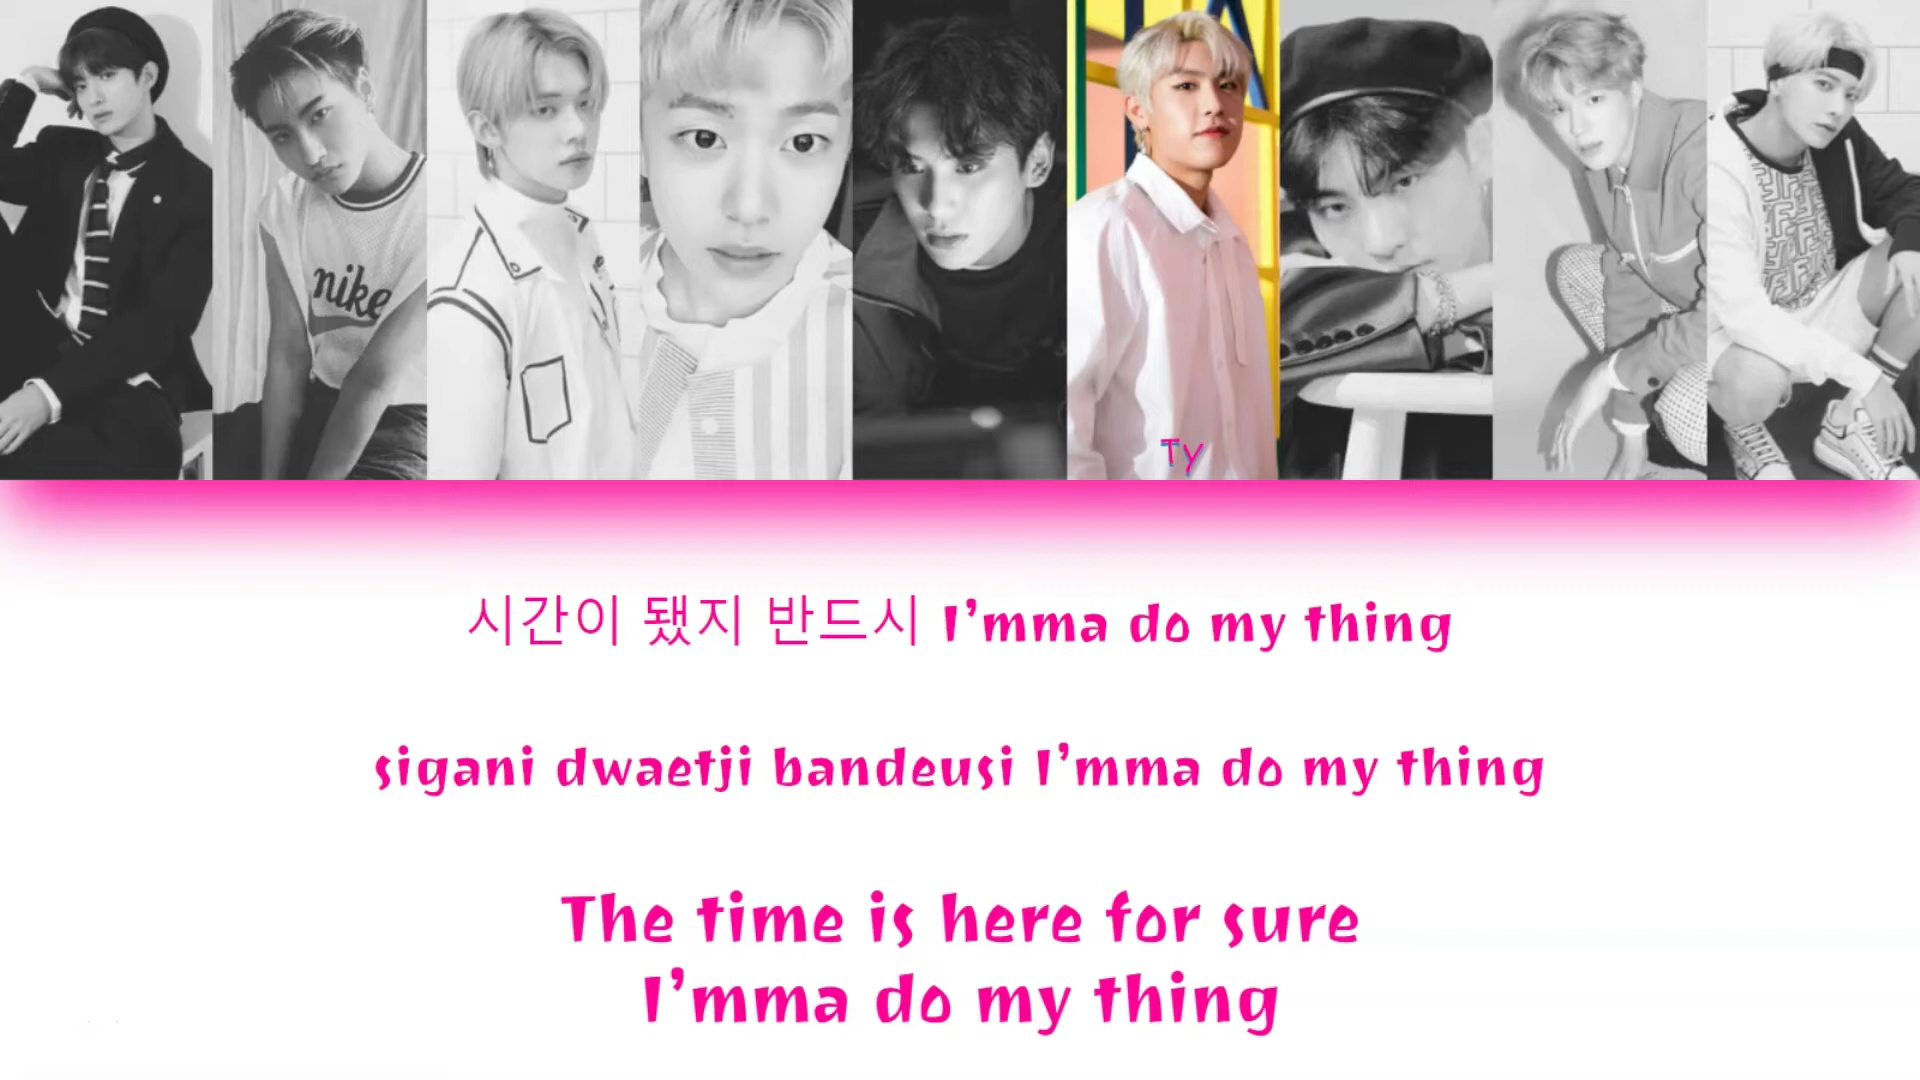 nike
Ty
시간이 됐지 반드시 I'mma do my thing
sigani dwaetji bandeusi I'mma do my thing
The time is here for sure
I'mma do my thing